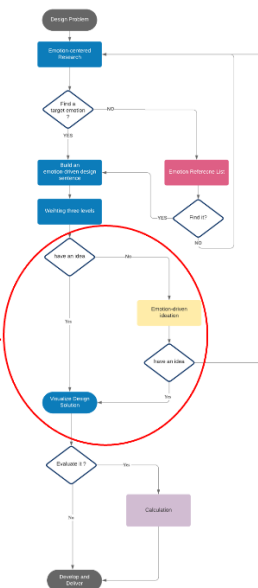 Design Problem
Emotion-centered
Research
Find a
target emotion
?
NO
YES
Build an
emotion driven design
sentence
Emotion Reference List
Find it?
YES
NO
Weihting three levels
have an idea
No
Yes
Emotion-driven
Ideation
have an idea
Yes
Visualize Design
Solution
Evaluate it ?
Yes
No
Calculation
Develop and
Deliver